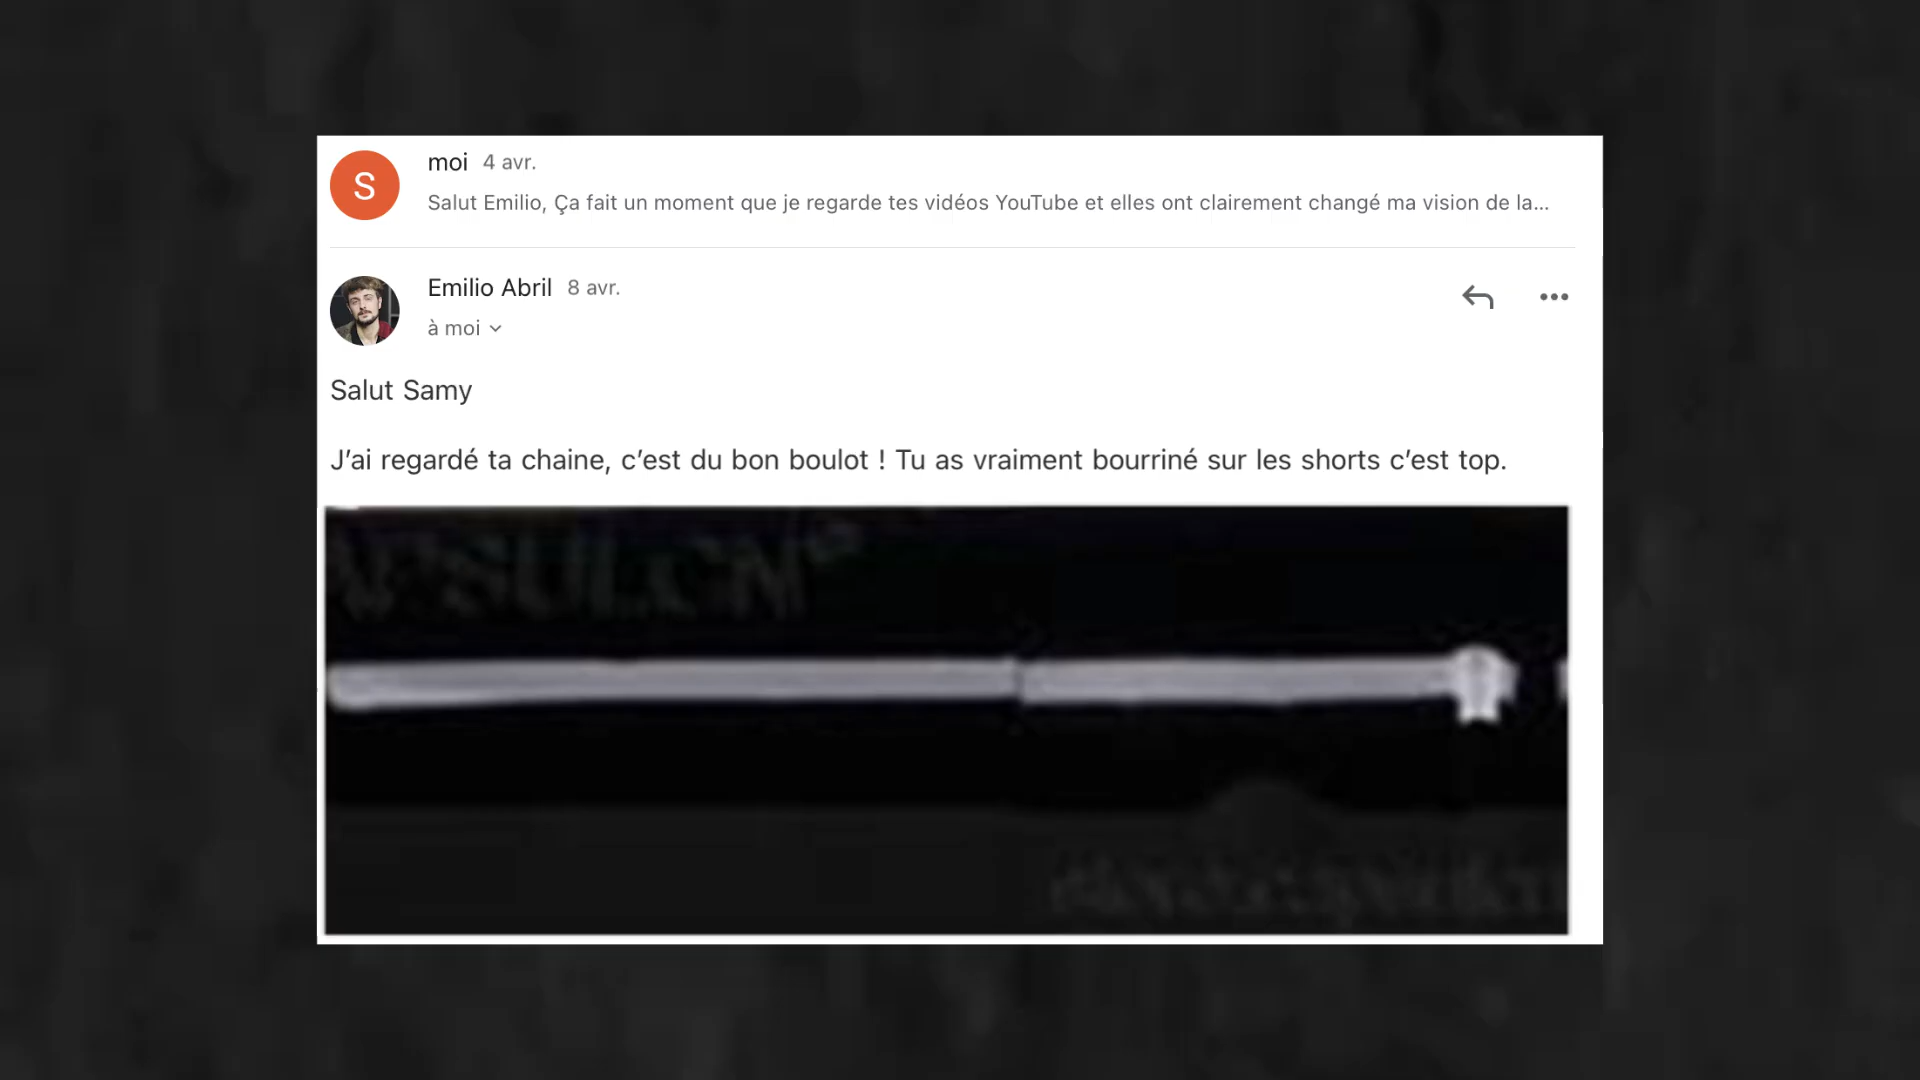 S
moi 4 avr.
Salut Emilio, Ça fait un moment que je regarde tes vidéos YouTube et elles ont clairement changé ma vision de la...
Emilio Abril 8 avr.
à moi
Salut Samy
J’ai regardé ta chaine, c’est du bon boulot ! Tu as vraiment bourriné sur les shorts c’est top.